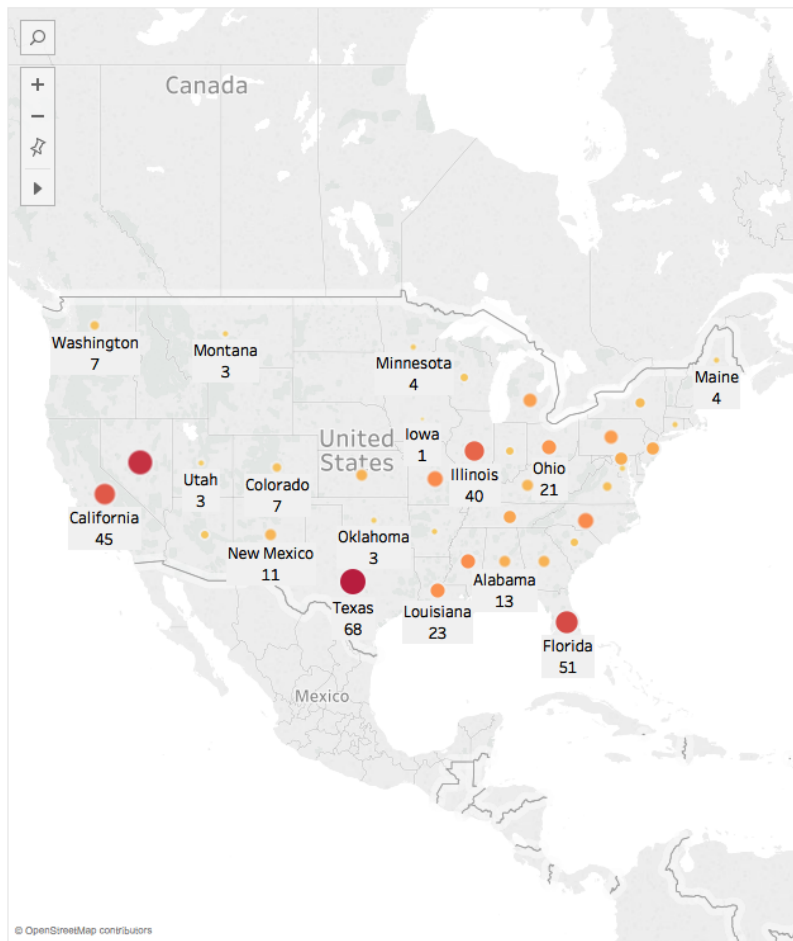 Canada
Washington
7
Montana
3
Minnesota
4
Maine
4
United
States
Iowa
1
Illinois
40
Ohio
21
Utah
3
Colorado
7
California
45
Oklahoma
3
New Mexico
11
Alabama
13
Texas
68
Louisiana
23
Florida
51
Mexico
© OpenStreetMap contributors